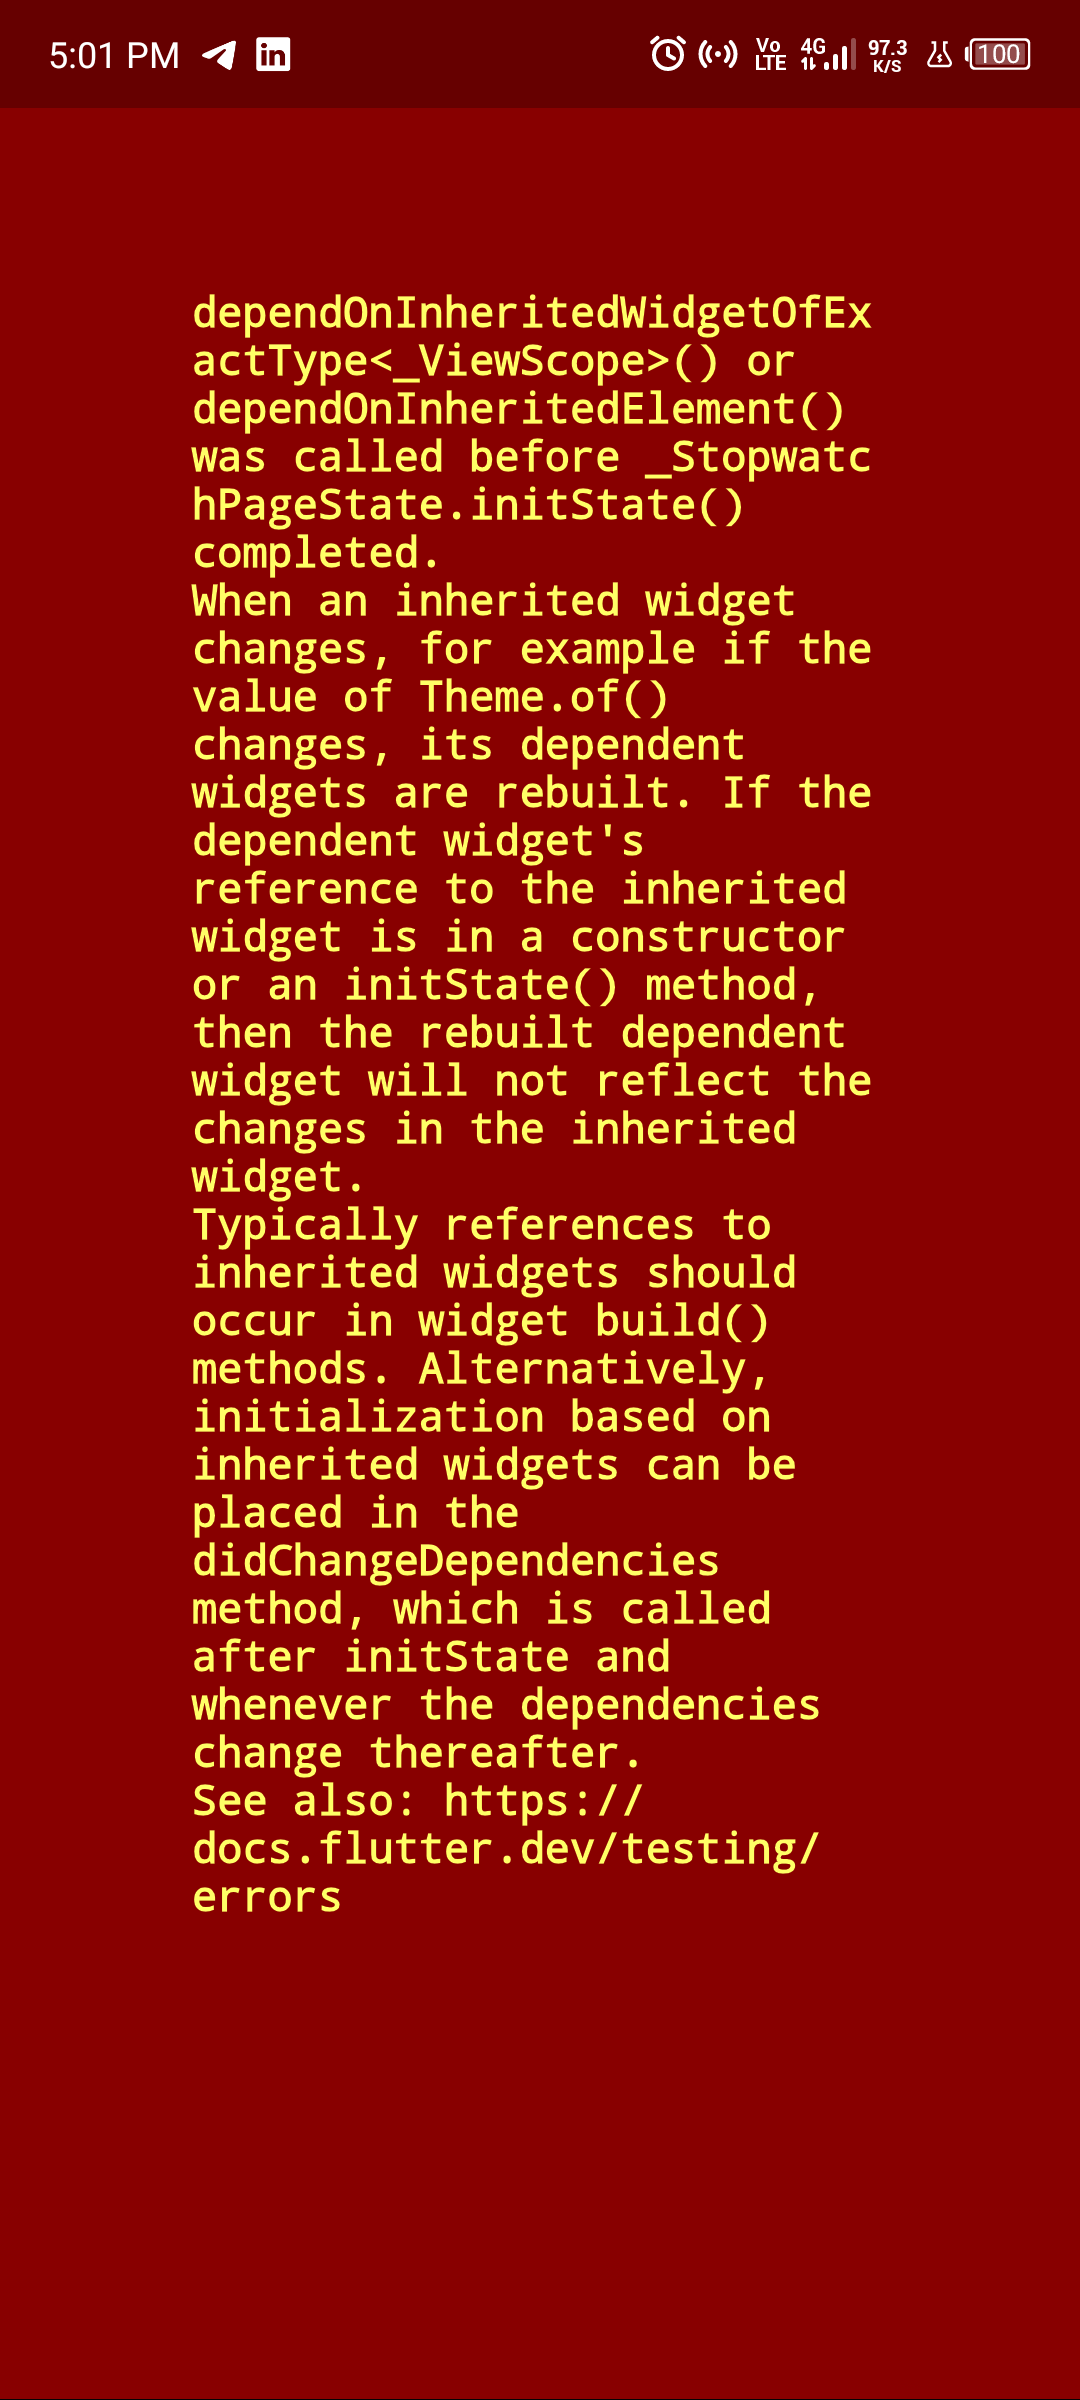 5:01 PM in Vo LTE 4G 97.3 K/S 100
dependOnInheritedWidgetOfEx
actType<_ViewScope>() or
dependOnInheritedElement()
was called before _Stopwatc
hPageState.initState()
completed.
When an inherited widget
changes, for example if the
value of Theme.of()
changes, its dependent
widgets are rebuilt. If the
dependent widget's
reference to the inherited
widget is in a constructor
or an initState() method,
then the rebuilt dependent
widget will not reflect the
changes in the inherited
widget.
Typically references to
inherited widgets should
occur in widget build()
methods. Alternatively,
initialization based on
inherited widgets can be
placed in the
didChangeDependencies
method, which is called
after initState and
whenever the dependencies
change thereafter.
See also: https://
docs.flutter.dev/testing/
errors